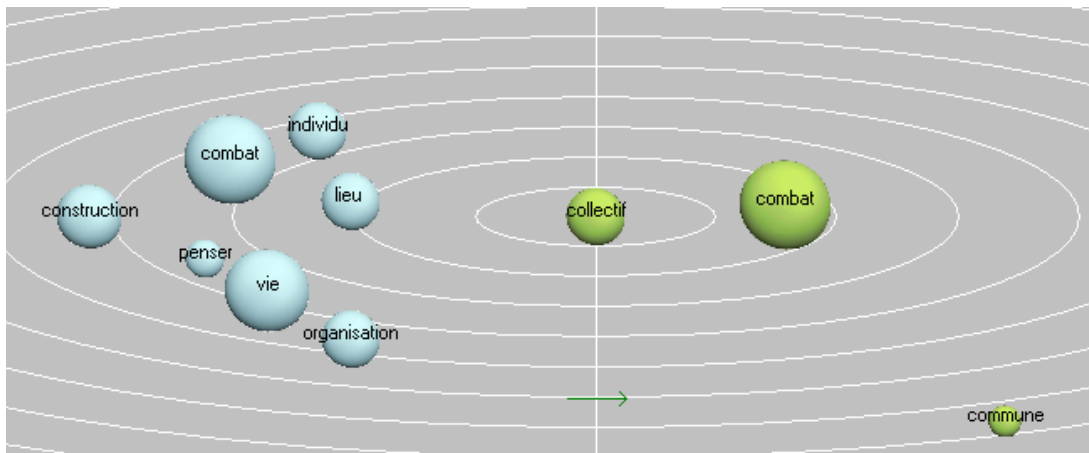 individu
combat
lieu
construction
collectif
combat
penser
vie
organisation
commune